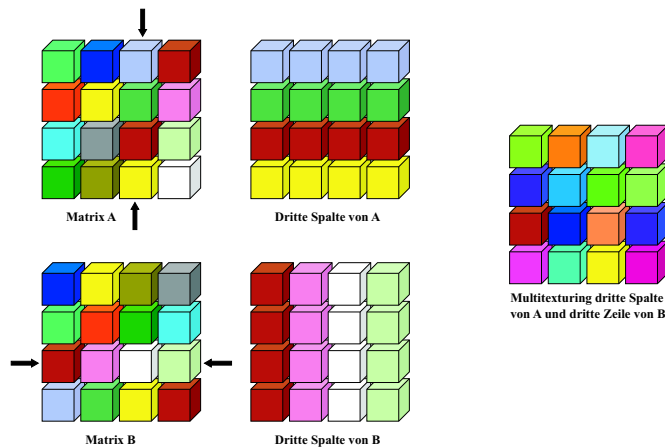 Matrix A
Dritte Spalte von A
Multitexturing dritte Spalte
von A und dritte Zeile von B
Matrix B
Dritte Spalte von B